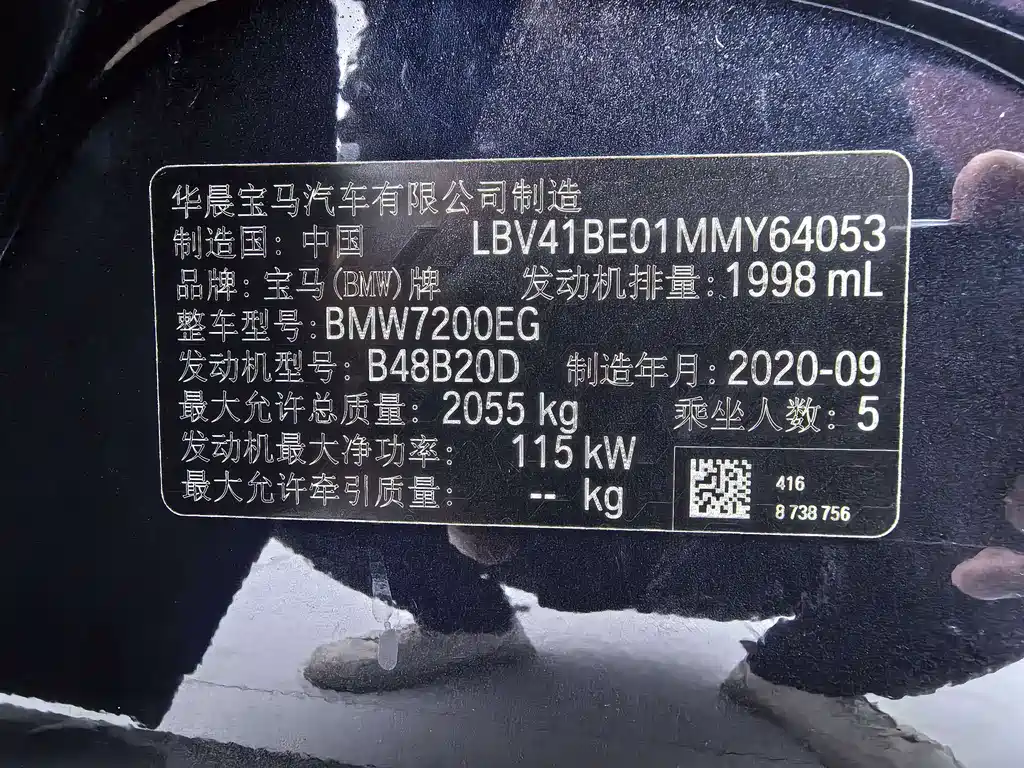 华晨宝马汽车有限公司制造
制造国：中国 LBV41BE01MMY64053
品牌：宝马(BMW)牌 发动机排量：1998 mL
整车型号：BMW7200EG
发动机型号：B48B20D 制造年月：2020-09
最大允许总质量：2055 kg 乘坐人数：5
发动机最大净功率：115 kW
最大允许牵引质量：-- kg
416
8 738 756